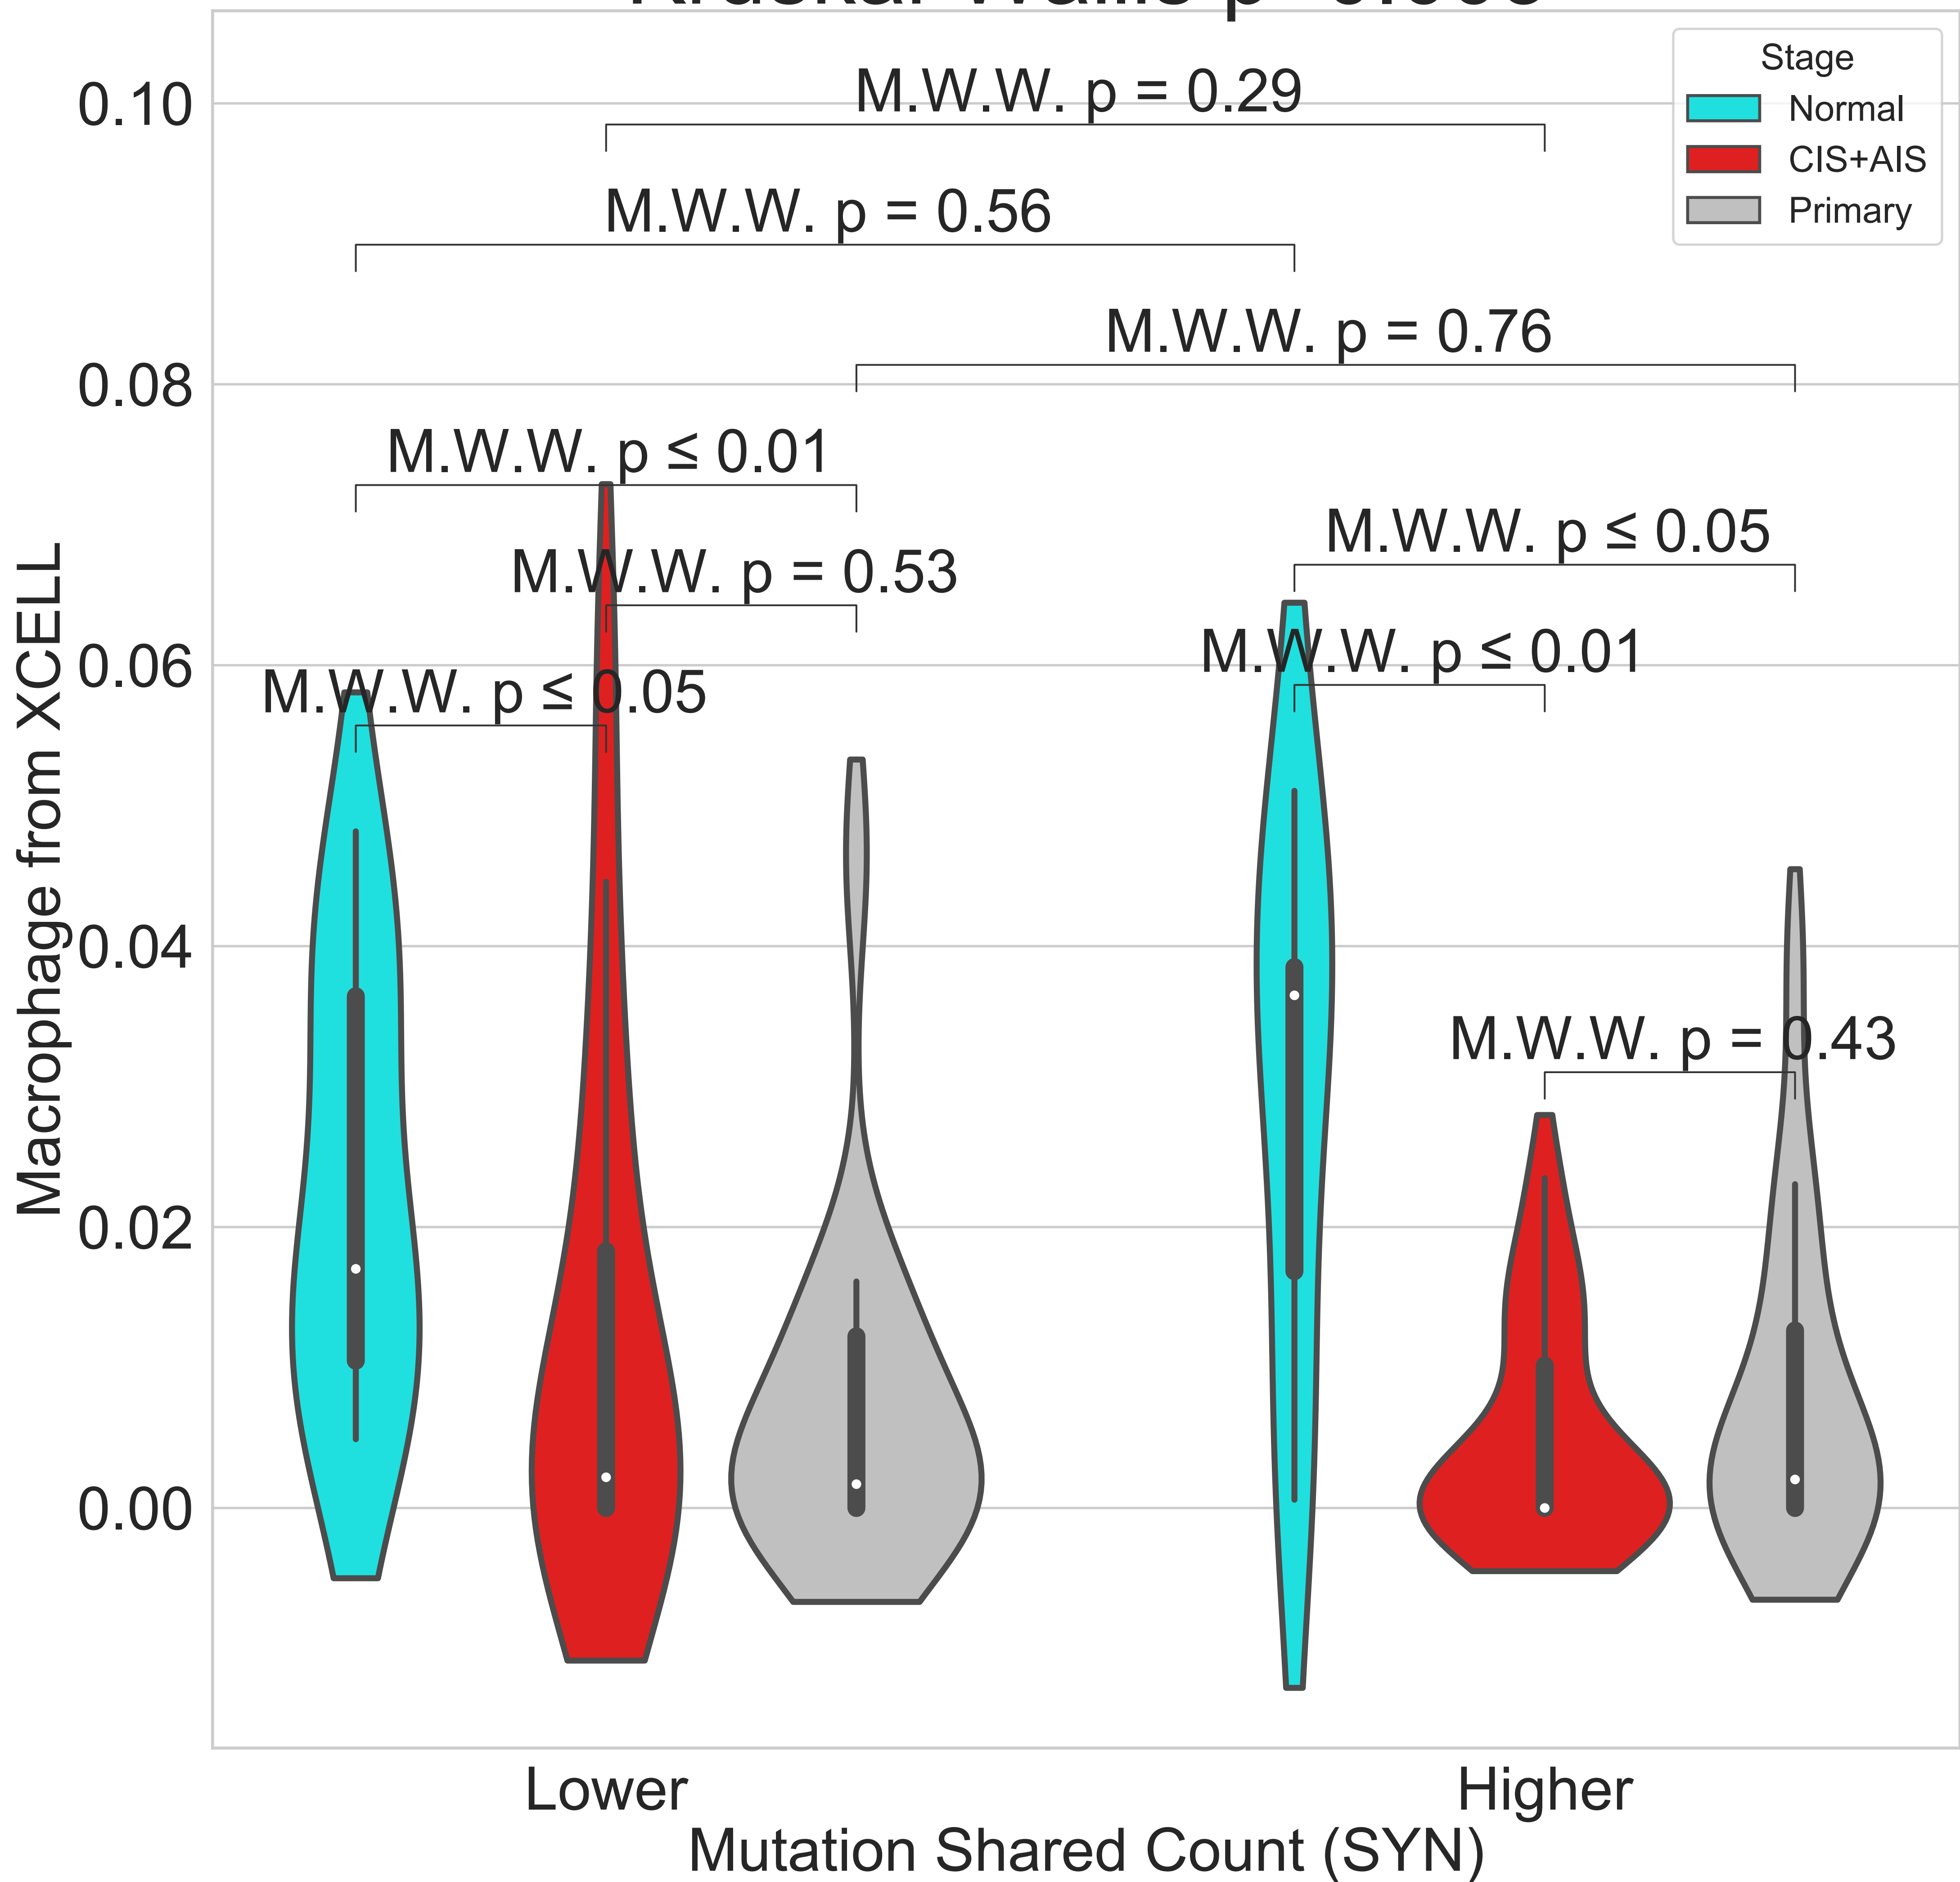 Stage
Normal
CIS+AIS
Primary
M.W.W. p = 0.29
M.W.W. p = 0.56
M.W.W. p = 0.76
M.W.W. p ≤ 0.01
M.W.W. p = 0.53
M.W.W. p ≤ 0.05
M.W.W. p ≤ 0.05
M.W.W. p ≤ 0.01
M.W.W. p = 0.43
0.10
0.08
0.06
0.04
0.02
0.00
Macrophage from XCELL
Lower
Higher
Mutation Shared Count (SYN)